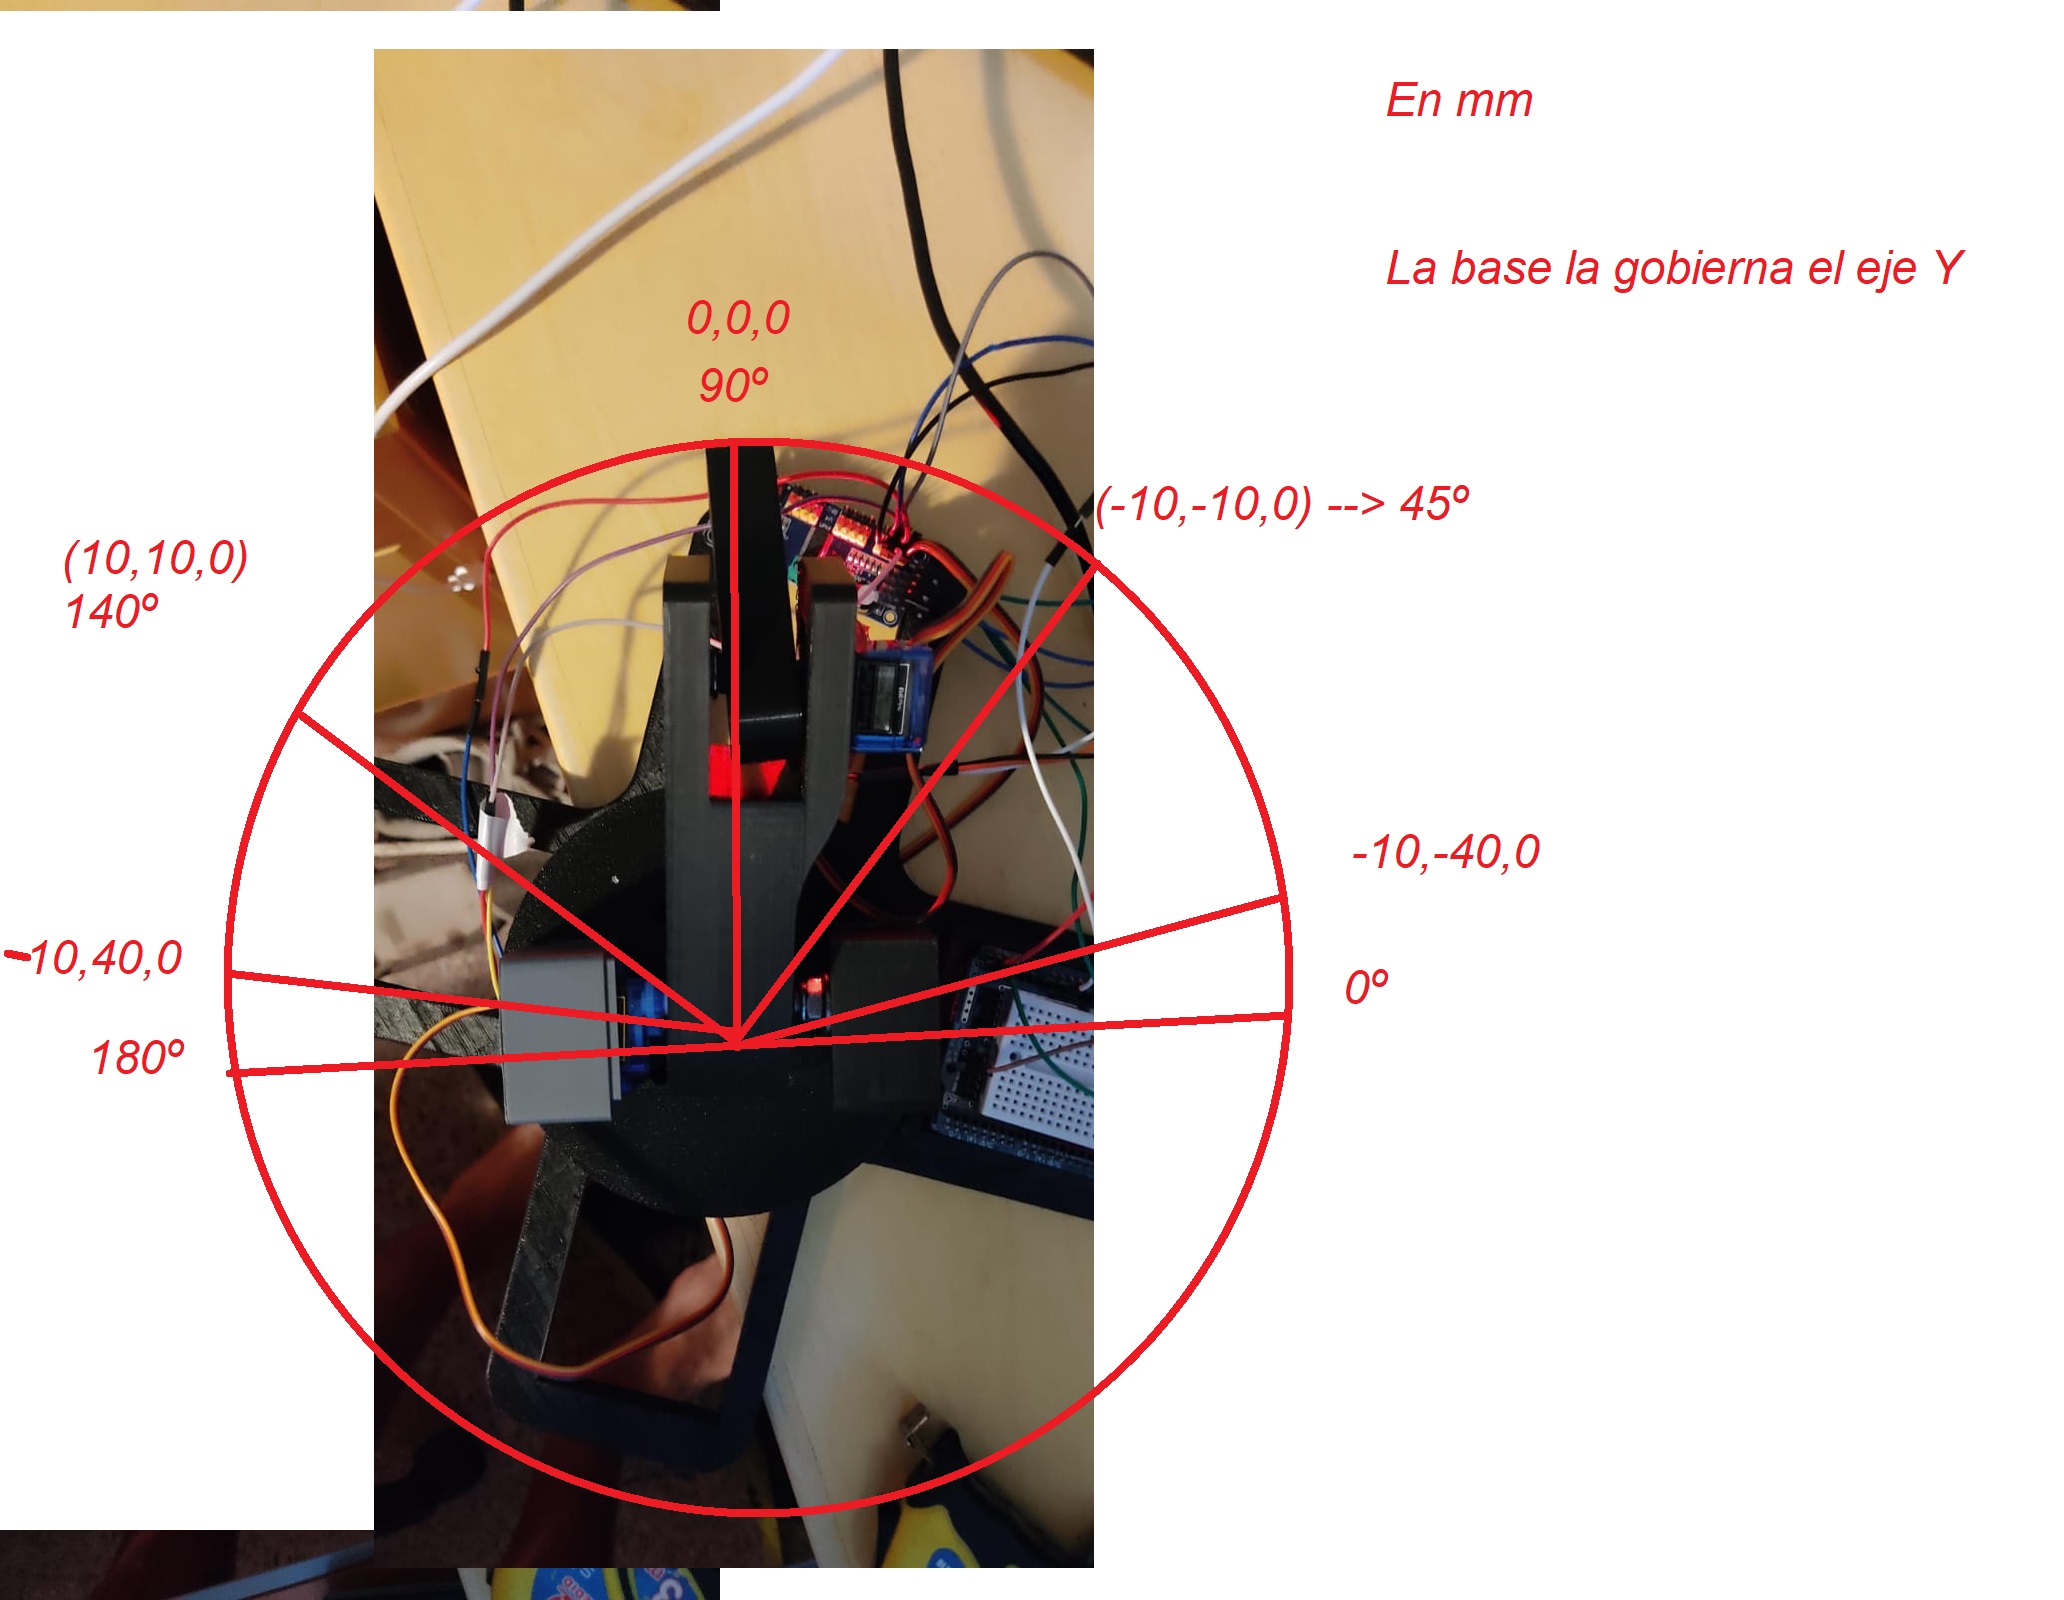 En mm
La base la gobierna el eje Y
0,0,0
90º
(-10,-10,0) --> 45º
(10,10,0)
140º
-10,-40,0
-10,40,0
0º
180º